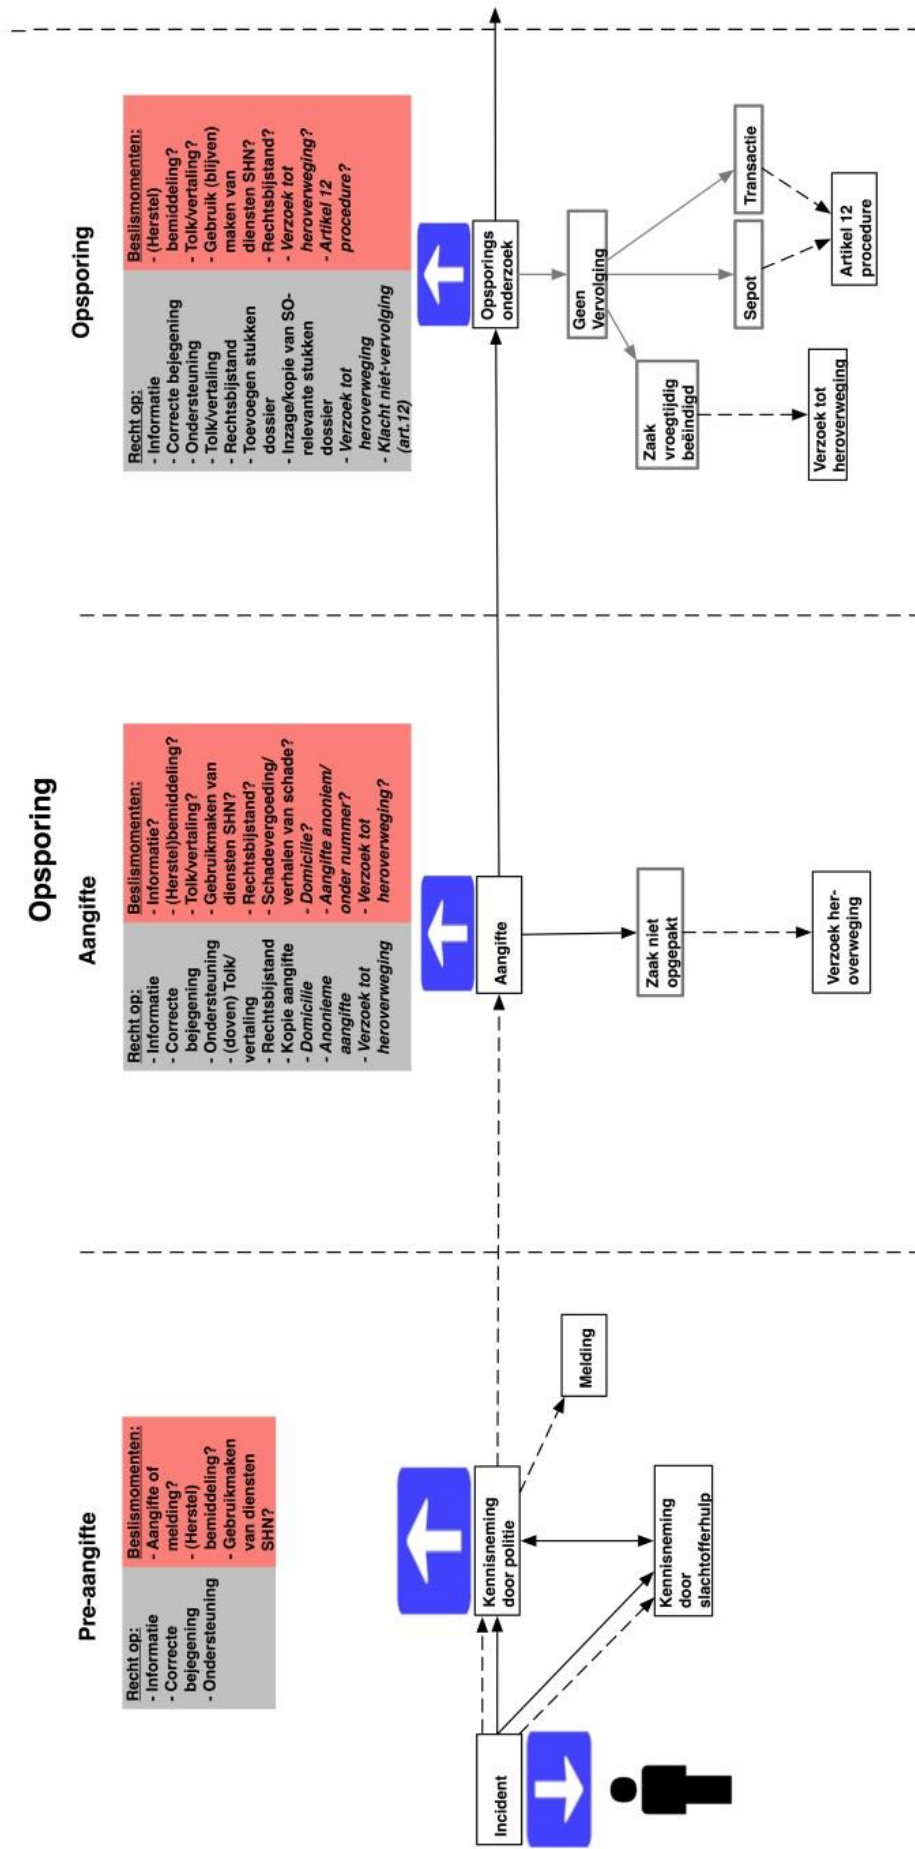 Opsporing
Pre-aangifte
Recht op:
- Informatie
- Correcte
bejegening
- Ondersteuning
Beslismomenten:
- Aangifte of
melding?
- (Herstel)
bemiddeling?
- Gebruikmaken
van diensten
SHN?
Incident
Kennisneming
door politie
Melding
Kennisneming
door
slachtofferhulp
Aangifte
Recht op:
- Informatie
- Correcte
bejegening
- Ondersteuning
- (doven) Tolk/
vertaling
- Rechtsbijstand
- Kopie aangifte
- Domicilie
- Anonieme
aangifte
- Verzoek tot
heroverweging
Beslismomenten:
- Informatie?
- (Herstel)bemiddeling?
- Tolk/vertaling?
- Gebruikmaken van
diensten SHN?
- Rechtsbijstand?
- Schadevergoeding/
verhalen van schade?
- Domicilie?
- Aangifte anoniem/
onder nummer?
- Verzoek tot
heroverweging?
Aangifte
Zaak niet
opgepakt
Verzoek her-
overweging
Opsporing
Recht op:
- Informatie
- Correcte bejegening
- Ondersteuning
- Tolk/vertaling
- Rechtsbijstand
- Toevoegen stukken
dossier
- Inzage/kopie van SO-
relevante stukken
dossier
- Verzoek tot
heroverweging
- Klacht niet-vervolging
(art.12)
Beslismomenten:
- (Herstel)
bemiddeling?
- Tolk/vertaling?
- Gebruik (blijven)
maken van
diensten SHN?
- Rechtsbijstand?
- Verzoek tot
heroverweging?
- Artikel 12
procedure?
Opsporings
onderzoek
Geen
Vervolging
Zaak
vroegtijdig
beëindigd
Sepot
Transactie
Verzoek tot
heroverweging
Artikel 12
procedure